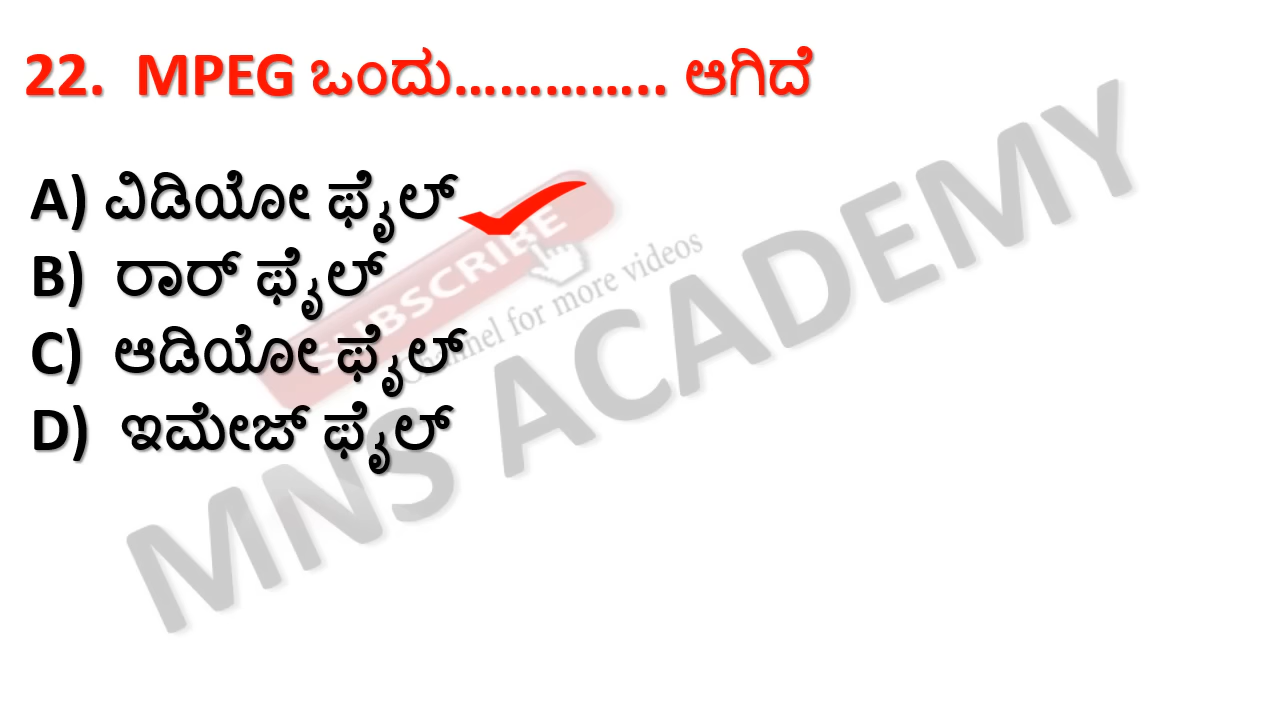 22. MPEG ಒಂದು………….. ಆಗಿದೆ
A) ವಿಡಿಯೋ ಫೈಲ್
B) ರಾರ್ ಫೈಲ್
C) ಆಡಿಯೋ ಫೈಲ್
D) ಇಮೇಜ್ ಫೈಲ್
SUBSCRIBE
Channel for more videos
MNS ACADEMY